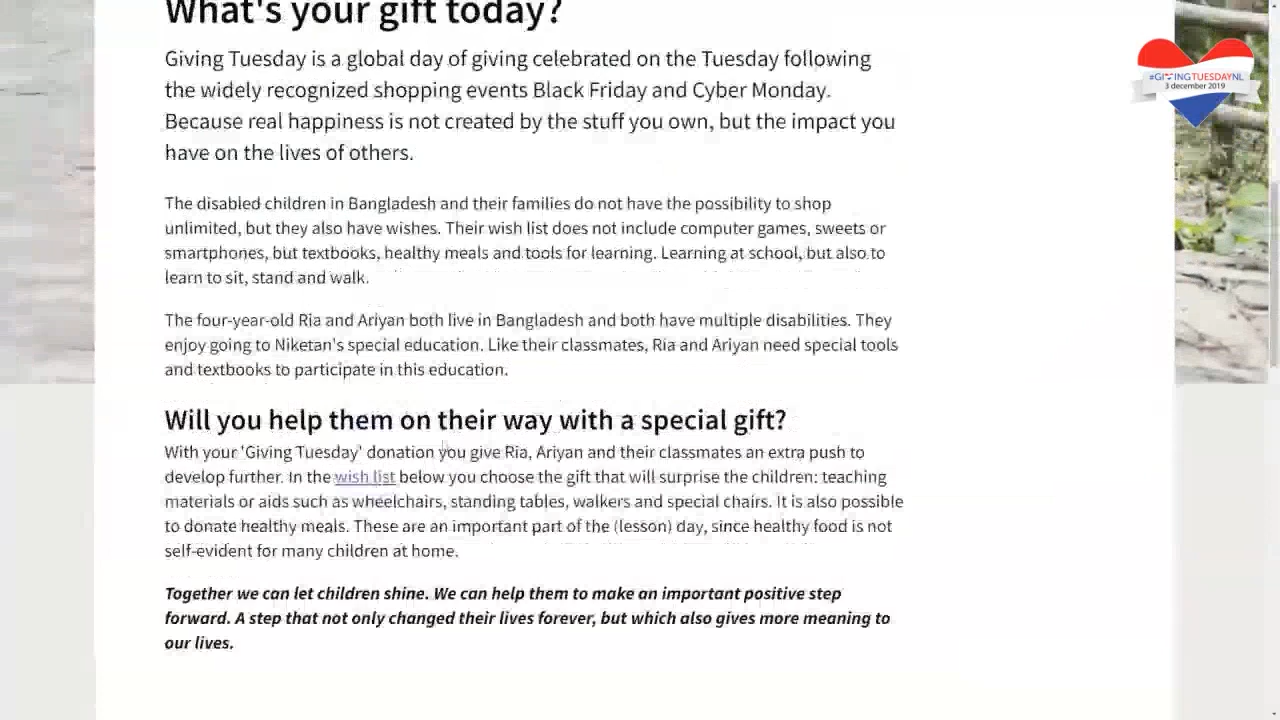 What's your gift today?
Giving Tuesday is a global day of giving celebrated on the Tuesday following
the widely recognized shopping events Black Friday and Cyber Monday.
Because real happiness is not created by the stuff you own, but the impact you
have on the lives of others.
The disabled children in Bangladesh and their families do not have the possibility to shop
unlimited, but they also have wishes. Their wish list does not include computer games, sweets or
smartphones, but textbooks, healthy meals and tools for learning. Learning at school, but also to
learn to sit, stand and walk.
The four-year-old Ria and Ariyan both live in Bangladesh and both have multiple disabilities. They
enjoy going to Niketan's special education. Like their classmates, Ria and Ariyan need special tools
and textbooks to participate in this education.
Will you help them on their way with a special gift?
With your 'Giving Tuesday' donation you give Ria, Ariyan and their classmates an extra push to
develop further. In the wish list below you choose the gift that will surprise the children: teaching
materials or aids such as wheelchairs, standing tables, walkers and special chairs. It is also possible
to donate healthy meals. These are an important part of the (lesson) day, since healthy food is not
self-evident for many children at home.
Together we can let children shine. We can help them to make an important positive step
forward. A step that not only changed their lives forever, but which also gives more meaning to
our lives.
#GIVINGTUESDAYNL
3 december 2019